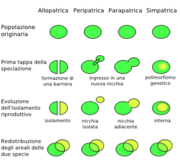 Allopatrica Peripatrica Parapatrica Simpatrica
Popolazione
originaria
Prima tappa della
speciazione
formazione di
una barriera
ingresso in una
nuova nicchia
polimorfismo
genetico
Evoluzione
dell'isolamento
riproduttivo
isolamento
nicchia
isolata
nicchia
adiacente
interna
Redistribuzione
degli areali delle
due specie